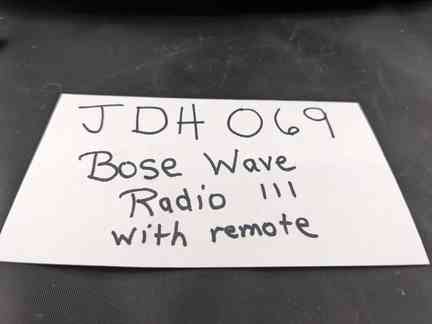 JDH 069
Bose Wave
Radio III
with remote